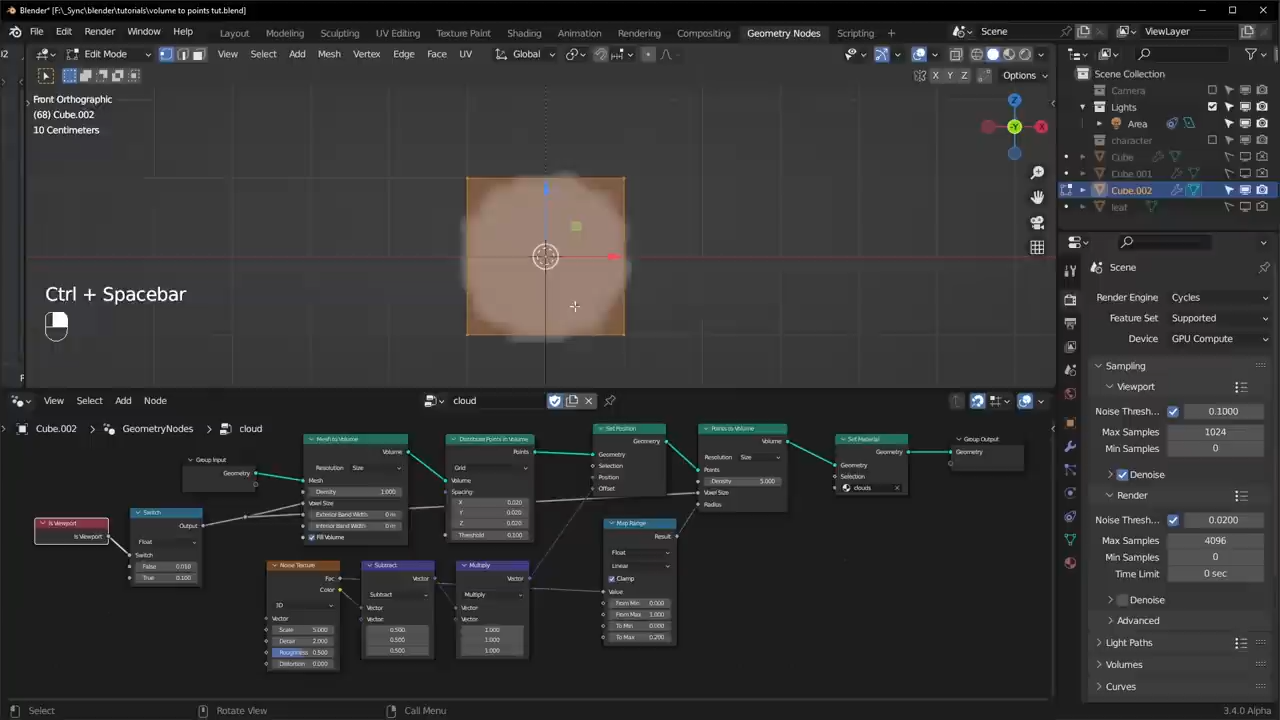 Blender* [F:\_Sync\blender\tutorials\volume to points tut.blend]
File Edit Render Window Help
Layout Modeling Sculpting UV Editing Texture Paint Shading Animation Rendering Compositing Geometry Nodes Scripting +
Scene ViewLayer
Edit Mode View Select Add Mesh Vertex Edge Face UV Global
X Y Z Options
Front Orthographic
(68) Cube.002
10 Centimeters
Z
-Y
X
Ctrl + Spacebar
Scene Collection
Camera
Lights
Area
character
Cube
Cube.001
Cube.002
leaf
Scene
Render Engine Cycles
Feature Set Supported
Device GPU Compute
Sampling
Viewport
Noise Thresh... 0.1000
Max Samples 1024
Min Samples 0
Denoise
Render
Noise Thresh... 0.0200
Max Samples 4096
Min Samples 0
Time Limit 0 sec
Denoise
Advanced
Light Paths
Volumes
Curves
View Select Add Node cloud
Cube.002 > GeometryNodes > cloud
Is Viewport
Is Viewport
Switch
Output
Float
Switch
False 0.010
True 0.100
Group Input
Geometry
Mesh to Volume
Volume
Resolution Size
Mesh
Density 1.000
Voxel Size
Exterior Band Width 0 m
Interior Band Width 0 m
Fill Volume
Distribute Points in Volume
Points
Grid
Volume
Spacing:
X 0.020
Y 0.020
Z 0.020
Threshold 0.100
Set Position
Geometry
Geometry
Selection
Position
Offset
Points to Volume
Volume
Resolution Size
Points
Density 5.000
Voxel Size
Radius
Set Material
Geometry
Geometry
Selection
clouds
Group Output
Geometry
Noise Texture
Fac
Color
3D
Vector
Scale 5.000
Detail 2.000
Roughness 0.500
Distortion 0.000
Subtract
Vector
Subtract
Vector
Vector
0.500
0.500
0.500
Multiply
Vector
Multiply
Vector
Vector
1.000
1.000
1.000
Map Range
Result
Float
Linear
Clamp
Value
From Min 0.000
From Max 1.000
To Min 0.000
To Max 0.200
Select Rotate View Call Menu 3.4.0 Alpha